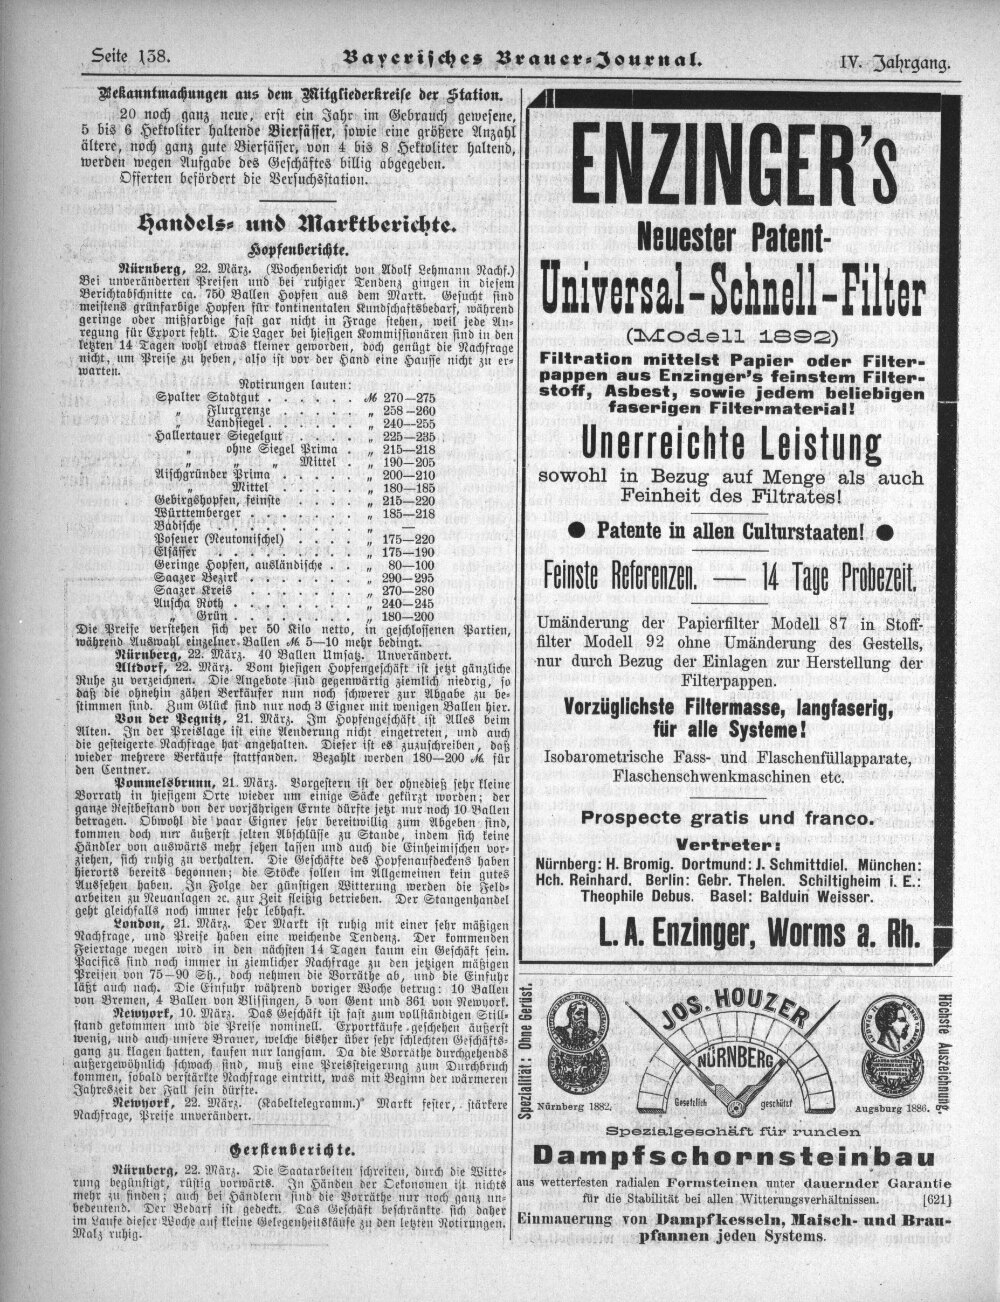 Seite 138.
Bayerisches Brauer-Journal.
IV. Jahrgang.
Bekanntmachungen aus dem Mitgliederkreise der Station.
20 noch ganz neue, erst ein Jahr im Gebrauch gewesene,
5 bis 6 Hektoliter haltende Bierfässer, sowie eine größere Anzahl
ältere, noch ganz gute Bierfässer, von 4 bis 8 Hektoliter haltend,
werden wegen Aufgabe des Geschäftes billig abgegeben.
Offerten befördert die Versuchsstation.
Handels- und Marktberichte.
Hopfenberichte.
Nürnberg, 22. März. (Wochenbericht von Adolf Lehmann Nachf.)
Bei unveränderten Preisen und bei ruhiger Tendenz gingen in diesem
Berichtabschnitte ca. 750 Ballen Hopfen aus dem Markt. Gesucht sind
meistens grünfarbige Hopfen für kontinentalen Kundschaftsbedarf, während
geringe oder mißfarbige fast gar nicht in Frage stehen, weil jede An-
regung für Export fehlt. Die Lager bei hiesigen Kommissionären sind in den
letzten 14 Tagen wohl etwas kleiner geworden, doch genügt die Nachfrage
nicht, um Preise zu heben, also ist vor der Hand eine Hausse nicht zu er-
warten.
Notirungen lauten:
Spalter Stadtgut . . . . . . ℳ 270—275
„ Flurgrenze . . . . . „ 258—260
„ Landsiegel . . . . . „ 240—255
Hallertauer Siegelgut . . . . . „ 225—235
„ ohne Siegel Prima . „ 215—218
„ „ „ Mittel . „ 190—205
Aischgründer Prima . . . . . „ 200—210
„ Mittel . . . . . „ 180—185
Gebirgshopfen, feinste . . . . . „ 215—220
Württemberger . . . . . . . „ 185—218
Badische . . . . . . . . „ —
Posener (Neutomischel) . . . . . „ 175—220
Elsässer . . . . . . . . „ 175—190
Geringe Hopfen, ausländische . . . „ 80—100
Saazer Bezirk . . . . . . . „ 290—295
Saazer Kreis . . . . . . . „ 270—280
Auscha Roth . . . . . . . „ 240—245
„ Grün . . . . . . . „ 180—200
Die Preise verstehen sich per 50 Kilo netto, in geschlossenen Partien,
während Auswahl einzelner Ballen ℳ 5—10 mehr bedingt.
Nürnberg, 22. März. 40 Ballen Umsatz. Unverändert.
Altdorf, 22. März. Vom hiesigen Hopfengeschäft ist jetzt gänzliche
Ruhe zu verzeichnen. Die Angebote sind gegenwärtig ziemlich niedrig, so
daß die ohnehin zähen Verkäufer nun noch schwerer zur Abgabe zu be-
stimmen sind. Zum Glück sind nur noch 3 Eigner mit wenigen Ballen hier.
Von der Pegnitz, 21. März. Im Hopfengeschäft ist Alles beim
Alten. In der Preislage ist eine Aenderung nicht eingetreten, und auch
die gesteigerte Nachfrage hat angehalten. Dieser ist es zuzuschreiben, daß
wieder mehrere Verkäufe stattfanden. Bezahlt werden 180—200 ℳ für
den Centner.
Pommelsbrunn, 21. März. Vorgestern ist der ohnedieß sehr kleine
Vorrath in hiesigem Orte wieder um einige Säcke gekürzt worden; der
ganze Restbestand von der vorjährigen Ernte dürfte jetzt nur noch 10 Ballen
betragen. Obwohl die paar Eigner sehr bereitwillig zum Abgeben sind,
kommen doch nur äußerst selten Abschlüsse zu Stande, indem sich keine
Händler von auswärts mehr sehen lassen und auch die Einheimischen vor-
ziehen, sich ruhig zu verhalten. Die Geschäfte des Hopfenaufdeckens haben
hierorts bereits begonnen; die Stöcke sollen im Allgemeinen kein gutes
Aussehen haben. In Folge der günstigen Witterung werden die Feld-
arbeiten zu Neuanlagen ꝛc. zur Zeit fleißig betrieben. Der Stangenhandel
geht gleichfalls noch immer sehr lebhaft.
London, 21. März. Der Markt ist ruhig mit einer sehr mäßigen
Nachfrage, und Preise haben eine weichende Tendenz. Der kommenden
Feiertage wegen wird in den nächsten 14 Tagen kaum ein Geschäft sein.
Pacifics sind noch immer in ziemlicher Nachfrage zu den jetzigen mäßigen
Preisen von 75—90 Sh., doch nehmen die Vorräthe ab, und die Einfuhr
läßt auch nach. Die Einfuhr während voriger Woche betrug: 10 Ballen
von Bremen, 4 Ballen von Vlissingen, 5 von Gent und 361 von Newyork.
Newyork, 10. März. Das Geschäft ist fast zum vollständigen Still-
stand gekommen und die Preise nominell. Exportkäufe geschehen äußerst
wenig, und auch unsere Brauer, welche bisher über sehr schlechten Geschäfts-
gang zu klagen hatten, kaufen nur langsam. Da die Vorräthe durchgehends
außergewöhnlich schwach sind, muß eine Preissteigerung zum Durchbruch
kommen, sobald verstärkte Nachfrage eintritt, was mit Beginn der wärmeren
Jahreszeit der Fall sein dürfte.
Newyork, 22. März. (Kabeltelegramm.) Markt fester, stärkere
Nachfrage, Preise unverändert.
Gerstenberichte.
Nürnberg, 22. März. Die Saatarbeiten schreiten, durch die Witte-
rung begünstigt, rüstig vorwärts. In Händen der Oekonomen ist nichts
mehr zu finden; auch bei Händlern sind die Vorräthe nur noch ganz un-
bedeutend. Der Bedarf ist gedeckt. Das Geschäft beschränkte sich daher
im Laufe dieser Woche auf kleine Gelegenheitskäufe zu den letzten Notirungen.
Malz ruhig.
ENZINGER's
Neuester Patent-
Universal-Schnell-Filter
(Modell 1892)
Filtration mittelst Papier oder Filter-
pappen aus Enzinger's feinstem Filter-
stoff, Asbest, sowie jedem beliebigen
faserigen Filtermaterial!
Unerreichte Leistung
sowohl in Bezug auf Menge als auch
Feinheit des Filtrates!
● Patente in allen Culturstaaten! ●
Feinste Referenzen. — 14 Tage Probezeit.
Umänderung der Papierfilter Modell 87 in Stoff-
filter Modell 92 ohne Umänderung des Gestells,
nur durch Bezug der Einlagen zur Herstellung der
Filterpappen.
Vorzüglichste Filtermasse, langfaserig,
für alle Systeme!
Isobarometrische Fass- und Flaschenfüllapparate,
Flaschenschwenkmaschinen etc.
Prospecte gratis und franco.
Vertreter:
Nürnberg: H. Bromig. Dortmund: J. Schmittdiel. München:
Hch. Reinhard. Berlin: Gebr. Thelen. Schiltigheim i. E.:
Theophile Debus. Basel: Balduin Weisser.
L. A. Enzinger, Worms a. Rh.
Spezialität: Ohne Gerüst.
JOS. HOUZER
NÜRNBERG
Gesetzlich geschützt
Nürnberg 1882.
Augsburg 1886.
Höchste Auszeichnung.
Spezialgeschäft für runden
Dampfschornsteinbau
aus wetterfesten radialen Formsteinen unter dauernder Garantie
für die Stabilität bei allen Witterungsverhältnissen. [621]
Einmauerung von Dampfkesseln, Maisch- und Brau-
pfannen jeden Systems.